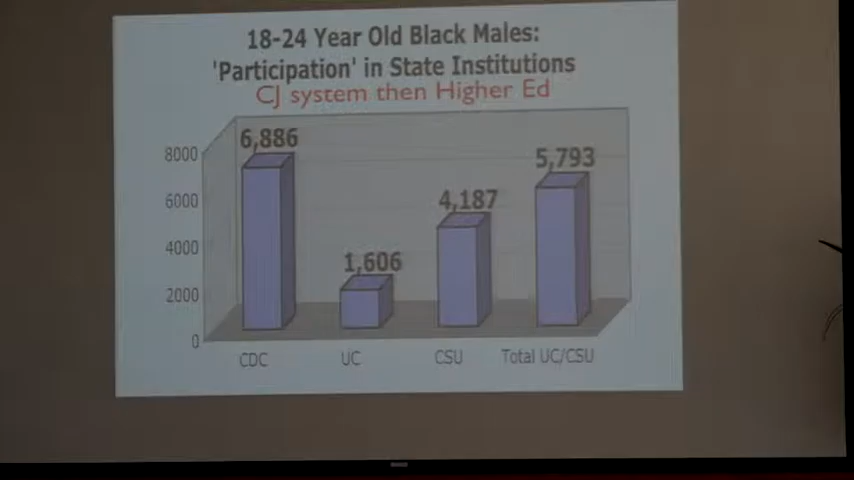 18-24 Year Old Black Males:
'Participation' in State Institutions
CJ system then Higher Ed
8000
6000
4000
2000
0
6,886
1,606
4,187
5,793
CDC
UC
CSU
Total UC/CSU